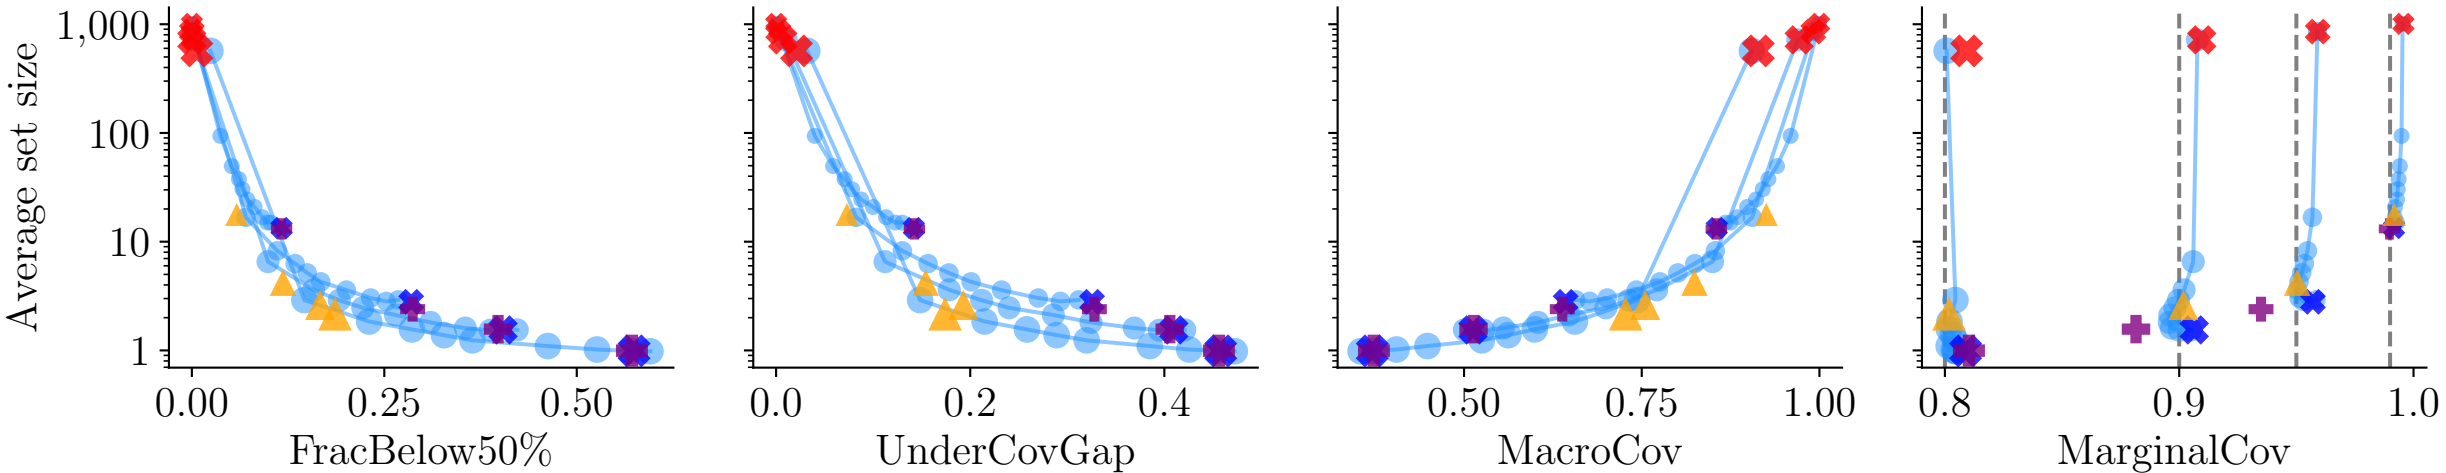 Average set size
1,000
100
10
1
0.00 0.25 0.50
FracBelow50%
0.0 0.2 0.4
UnderCovGap
0.50 0.75 1.00
MacroCov
0.8 0.9 1.0
MarginalCov